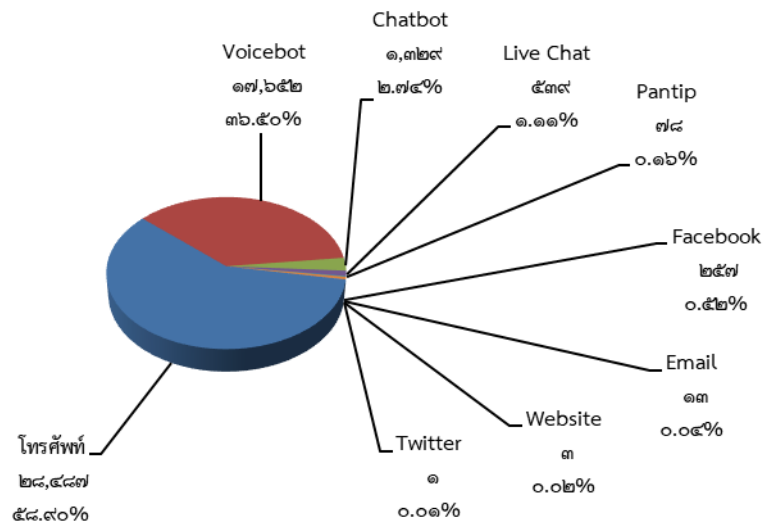 Chatbot
๑,๓๒๙
๒.๗๔%
Voicebot
๑๗,๖๕๒
๓๖.๕๐%
Live Chat
๕๓๙
๑.๑๑%
Pantip
๗๘
๐.๑๖%
Facebook
๒๕๗
๐.๕๒%
Email
๑๓
๐.๐๔%
Website
๓
๐.๐๒%
Twitter
๑
๐.๐๑%
โทรศัพท์
๒๘,๔๘๗
๕๘.๙๐%